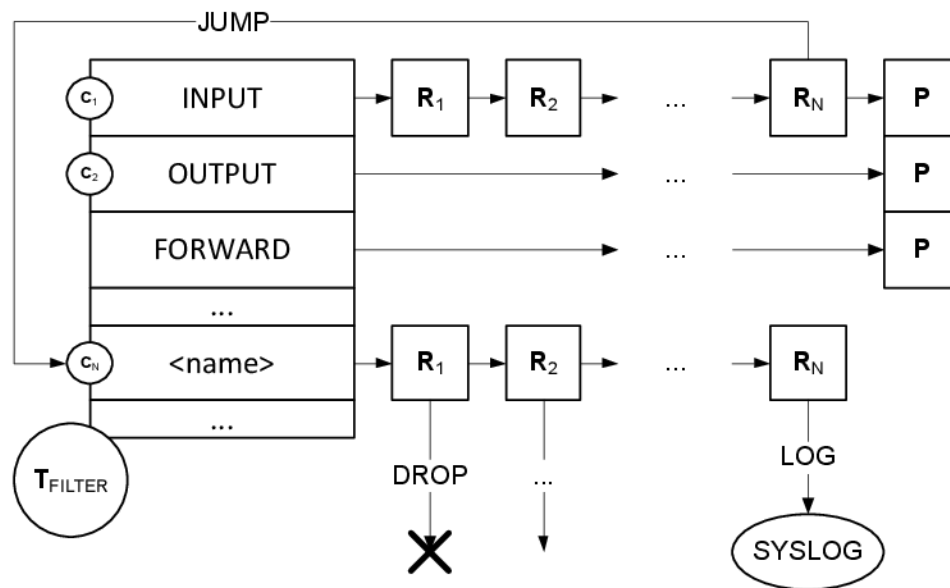 JUMP
C1 INPUT R1 R2 ... RN P
C2 OUTPUT ... P
FORWARD ... P
...
CN <name> R1 R2 ... RN
...
TFILTER DROP ... LOG
SYSLOG